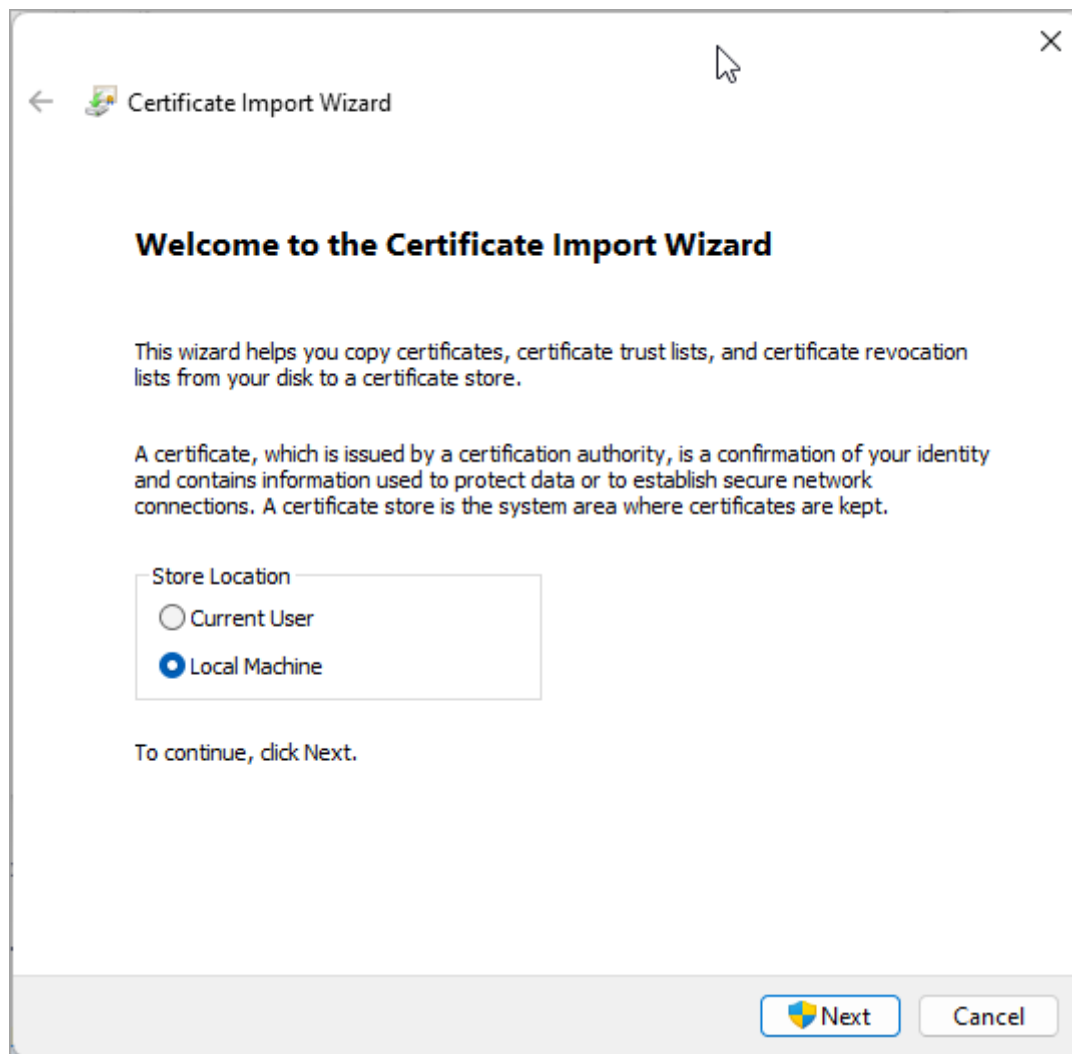 Certificate Import Wizard
Welcome to the Certificate Import Wizard
This wizard helps you copy certificates, certificate trust lists, and certificate revocation
lists from your disk to a certificate store.
A certificate, which is issued by a certification authority, is a confirmation of your identity
and contains information used to protect data or to establish secure network
connections. A certificate store is the system area where certificates are kept.
Store Location
Current User
Local Machine
To continue, click Next.
Next
Cancel